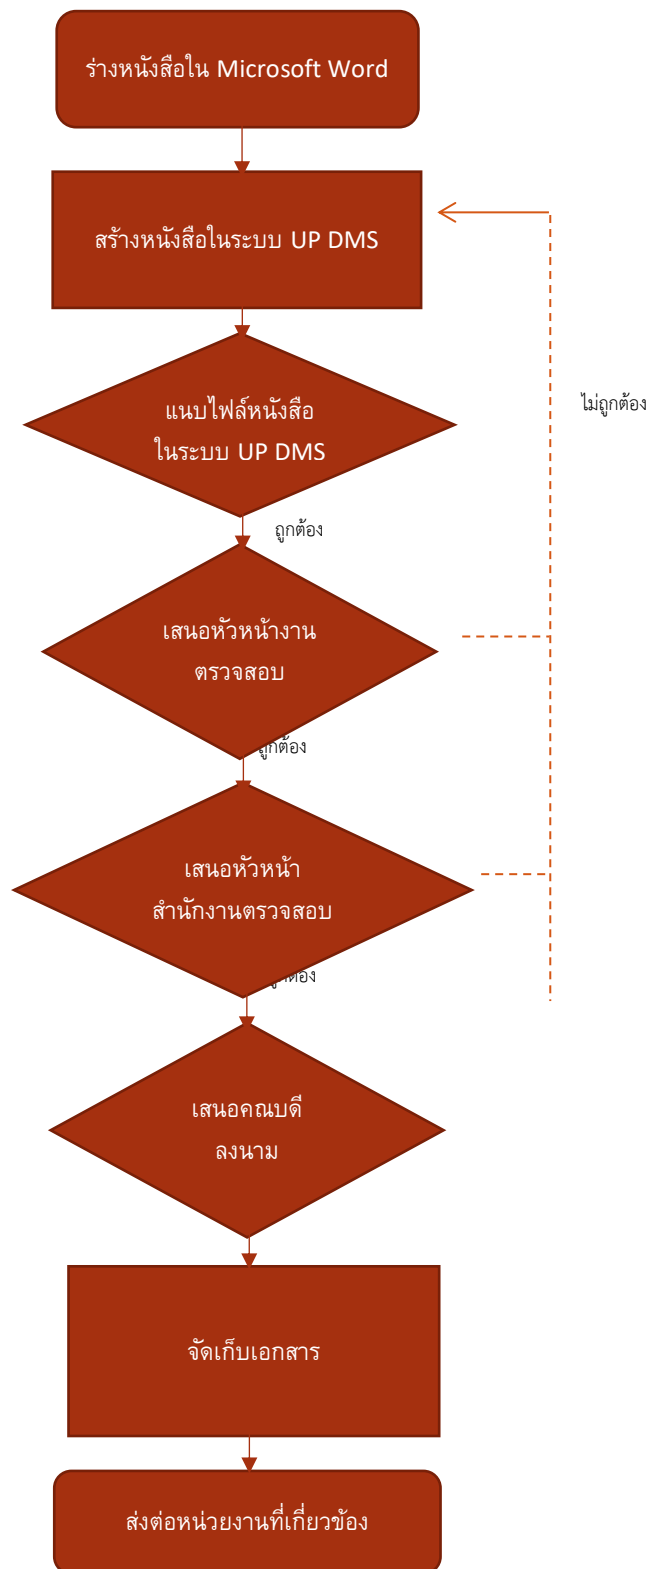 ร่างหนังสือใน Microsoft Word
สร้างหนังสือในระบบ UP DMS
ไม่ถูกต้อง
แนบไฟล์หนังสือ
ในระบบ UP DMS
ถูกต้อง
เสนอหัวหน้างาน
ตรวจสอบ
ถูกต้อง
เสนอหัวหน้า
สำนักงานตรวจสอบ
ถูกต้อง
เสนอคณบดี
ลงนาม
จัดเก็บเอกสาร
ส่งต่อหน่วยงานที่เกี่ยวข้อง